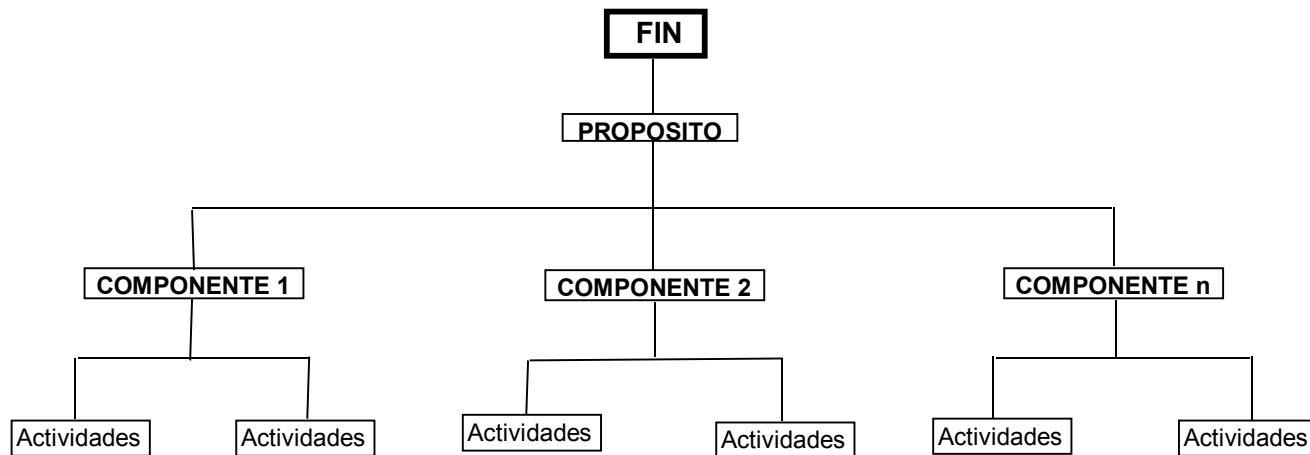 FIN
PROPOSITO
COMPONENTE 1
COMPONENTE 2
COMPONENTE n
Actividades
Actividades
Actividades
Actividades
Actividades
Actividades